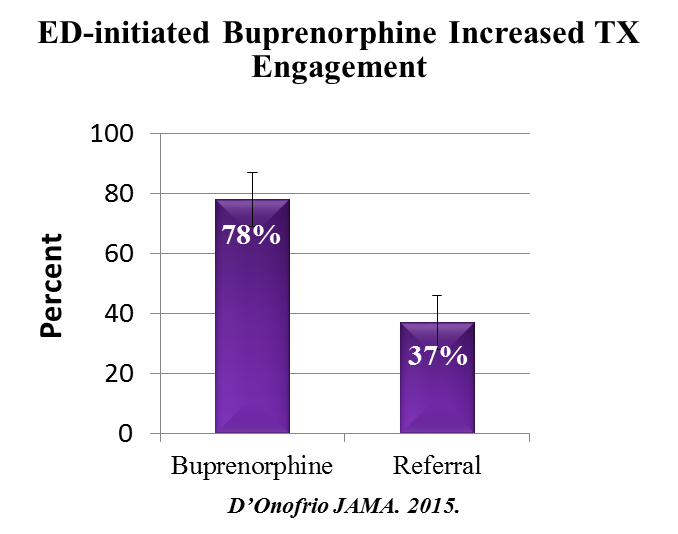 ED-initiated Buprenorphine Increased TX
Engagement
100
80
60
40
20
0
Percent
78%
37%
Buprenorphine
Referral
D’Onofrio JAMA. 2015.